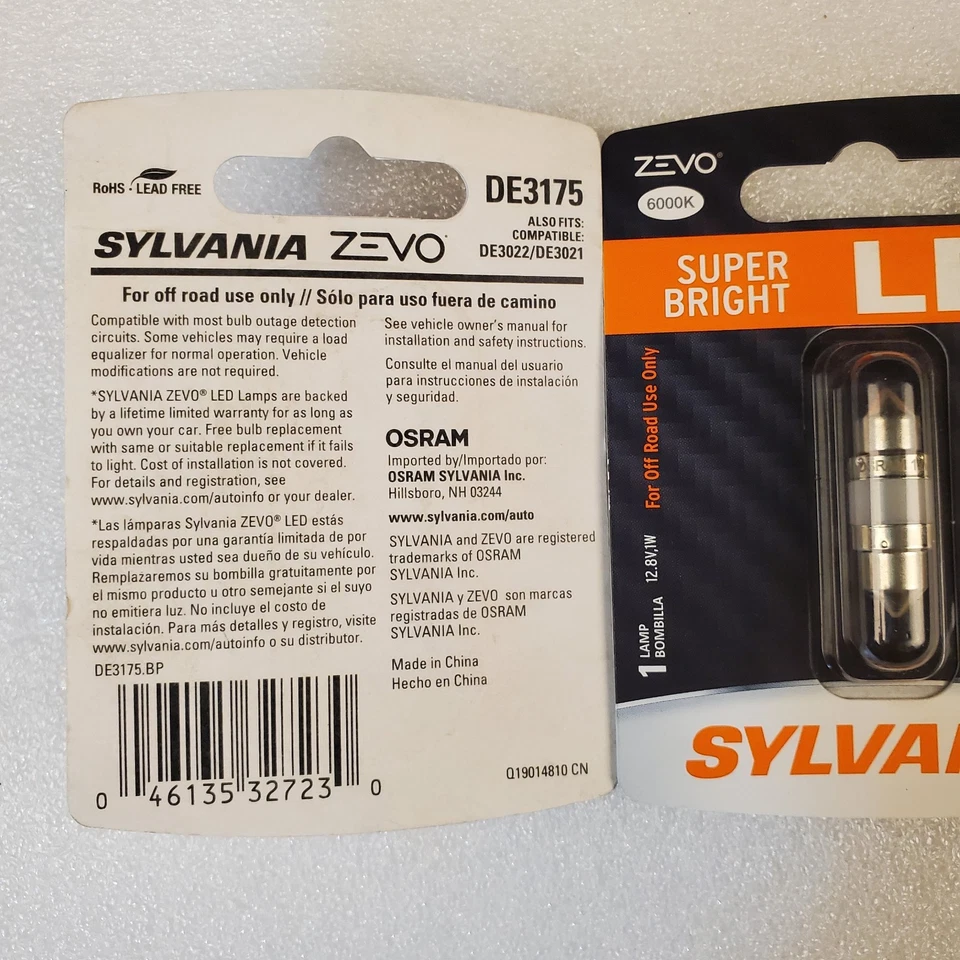 RoHS - LEAD FREE
DE3175
ALSO FITS:
COMPATIBLE:
DE3022/DE3021
SYLVANIA ZEVO®
For off road use only // Sólo para uso fuera de camino
Compatible with most bulb outage detection
circuits. Some vehicles may require a load
equalizer for normal operation. Vehicle
modifications are not required.
*SYLVANIA ZEVO® LED Lamps are backed
by a lifetime limited warranty for as long as
you own your car. Free bulb replacement
with same or suitable replacement if it fails
to light. Cost of installation is not covered.
For details and registration, see
www.sylvania.com/autoinfo or your dealer.
*Las lámparas Sylvania ZEVO® LED estás
respaldadas por una garantía limitada de por
vida mientras usted sea dueño de su vehículo.
Remplazaremos su bombilla gratuitamente por
el mismo producto u otro semejante si el suyo
no emitiera luz. No incluye el costo de
instalación. Para más detalles y registro, visite
www.sylvania.com/autoinfo o su distributor.
DE3175.BP
0 46135 32723 0
See vehicle owner's manual for
installation and safety instructions.
Consulte el manual del usuario
para instrucciones de instalación
y seguridad.
OSRAM
Imported by/Importado por:
OSRAM SYLVANIA Inc.
Hillsboro, NH 03244
www.sylvania.com/auto
SYLVANIA and ZEVO are registered
trademarks of OSRAM
SYLVANIA Inc.
SYLVANIA y ZEVO son marcas
registradas de OSRAM
SYLVANIA Inc.
Made in China
Hecho en China
Q19014810 CN
ZEVO®
6000K
SUPER
BRIGHT
L
For Off Road Use Only
1 LAMP
BOMBILLA 12.8V,1W
SYLVA